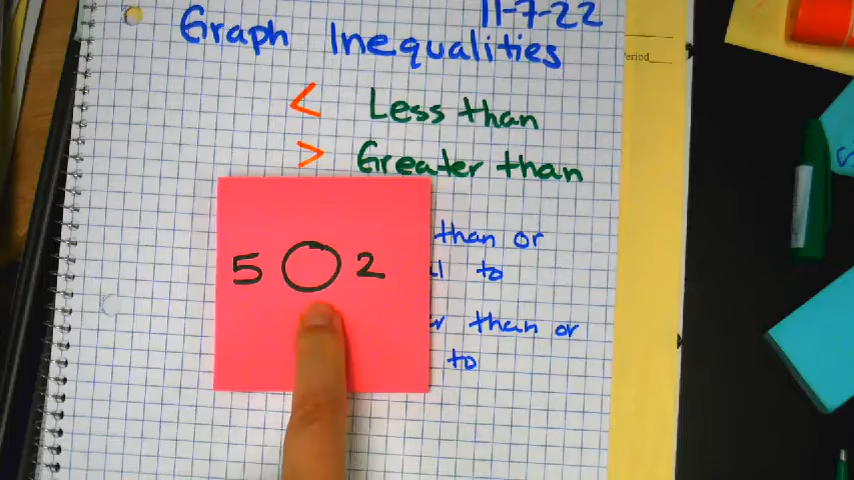 11-7-22
Graph Inequalities
< Less than
> Greater than
than or
to
5 2
than or
to
Period